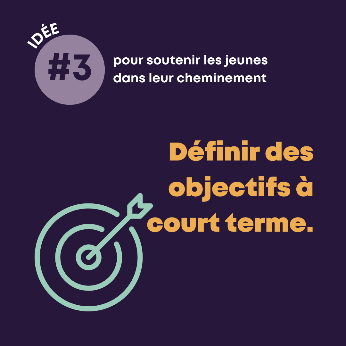 IDÉE
#3
pour soutenir les jeunes
dans leur cheminement
Définir des
objectifs à
court terme.